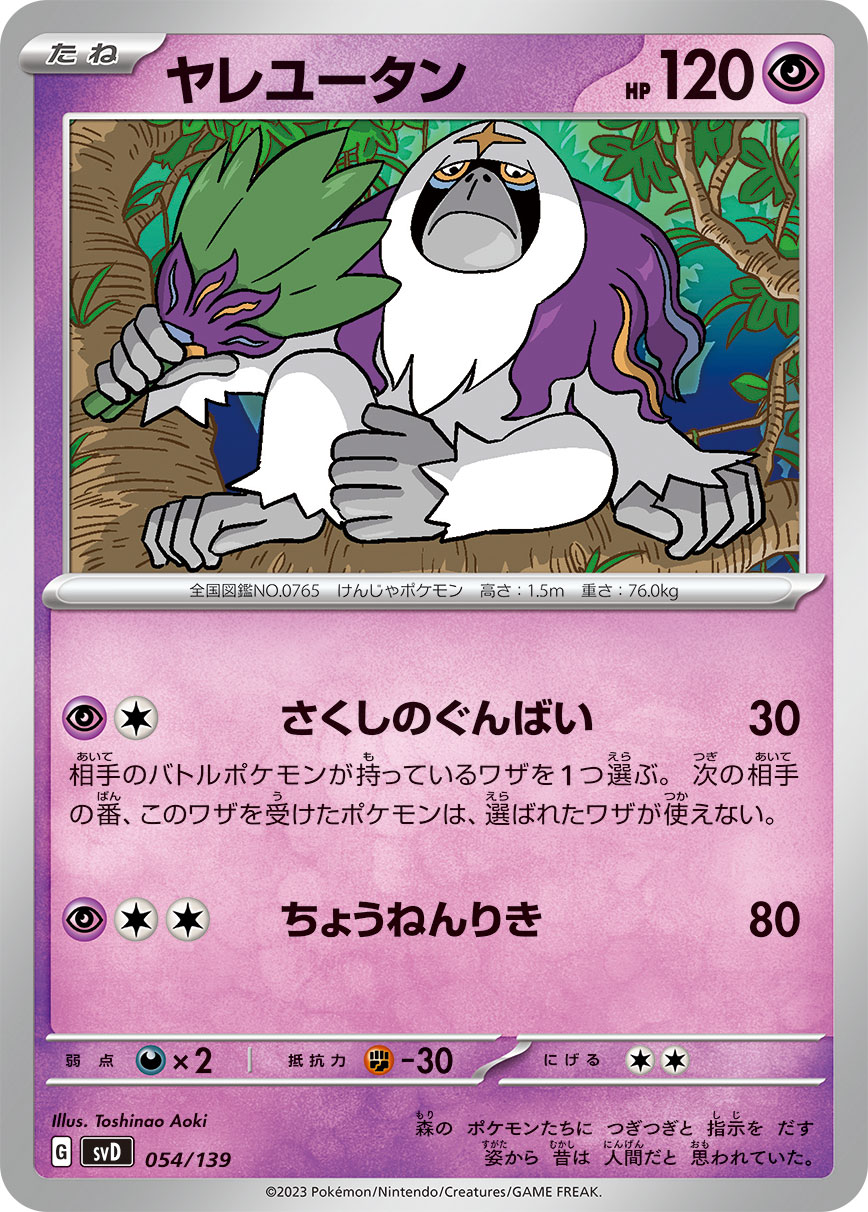 たね
ヤレユータン HP 120
全国図鑑NO.0765 けんじゃポケモン 高さ:1.5m 重さ:76.0kg
さくしのぐんばい 30
相手のバトルポケモンが持っているワザを1つ選ぶ。次の相手
の番、このワザを受けたポケモンは、選ばれたワザが使えない。
ちょうねんりき 80
弱点 ×2 抵抗力 -30 にげる
Illus. Toshinao Aoki
G svD 054/139
森の ポケモンたちに つぎつぎと 指示を だす
姿から 昔は 人間だと 思われていた。
©2023 Pokémon/Nintendo/Creatures/GAME FREAK.